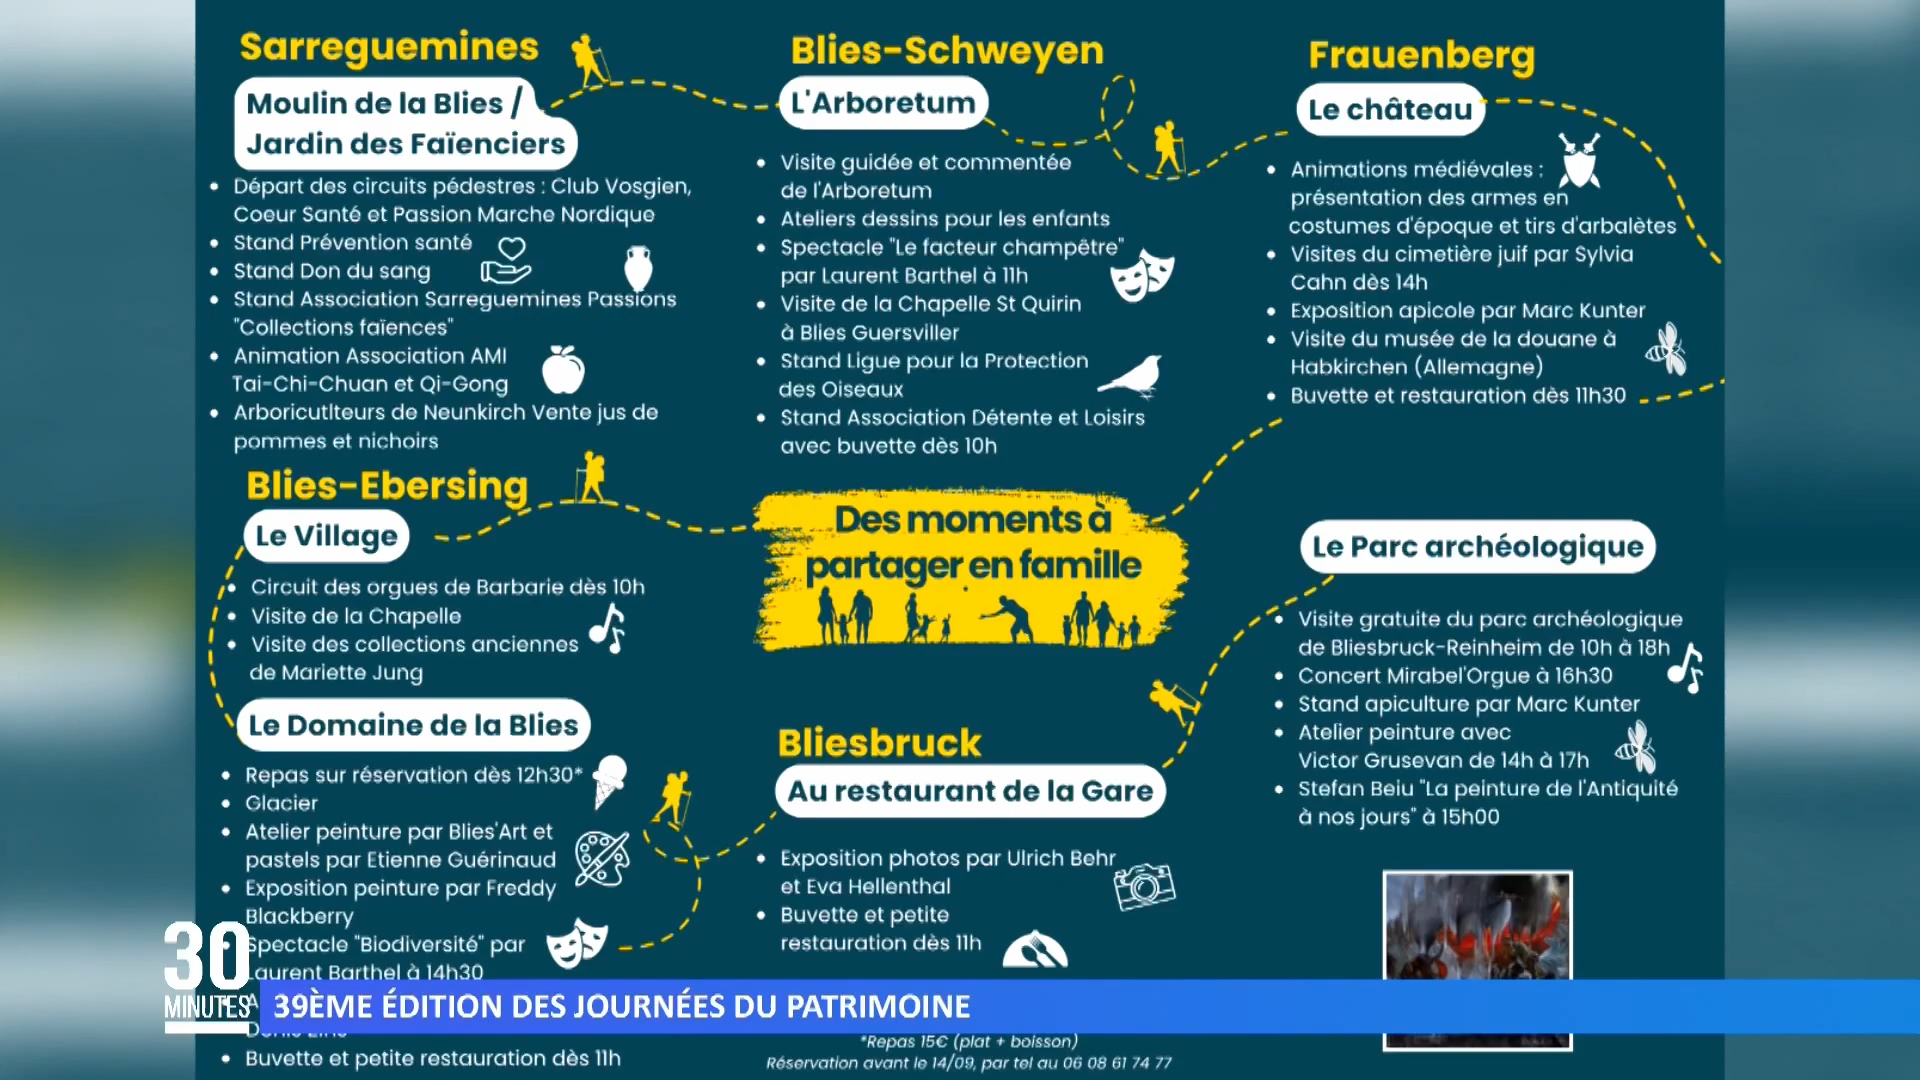 Sarreguemines
Moulin de la Blies /
Jardin des Faïenciers
• Départ des circuits pédestres : Club Vosgien,
Coeur Santé et Passion Marche Nordique
• Stand Prévention santé
• Stand Don du sang
• Stand Association Sarreguemines Passions
"Collections faïences"
• Animation Association AMI
Tai-Chi-Chuan et Qi-Gong
• Arboricutlteurs de Neunkirch Vente jus de
pommes et nichoirs
Blies-Schweyen
L'Arboretum
• Visite guidée et commentée
de l'Arboretum
• Ateliers dessins pour les enfants
• Spectacle "Le facteur champêtre"
par Laurent Barthel à 11h
• Visite de la Chapelle St Quirin
à Blies Guersviller
• Stand Ligue pour la Protection
des Oiseaux
• Stand Association Détente et Loisirs
avec buvette dès 10h
Frauenberg
Le château
• Animations médiévales :
présentation des armes en
costumes d'époque et tirs d'arbalètes
• Visites du cimetière juif par Sylvia
Cahn dès 14h
• Exposition apicole par Marc Kunter
• Visite du musée de la douane à
Habkirchen (Allemagne)
• Buvette et restauration dès 11h30
Blies-Ebersing
Le Village
• Circuit des orgues de Barbarie dès 10h
• Visite de la Chapelle
• Visite des collections anciennes
de Mariette Jung
Le Domaine de la Blies
• Repas sur réservation dès 12h30*
• Glacier
• Atelier peinture par Blies'Art et
pastels par Etienne Guérinaud
• Exposition peinture par Freddy
Blackberry
Spectacle "Biodiversité" par
Laurent Barthel à 14h30
• Buvette et petite restauration dès 11h
Des moments à
partager en famille
Bliesbruck
Au restaurant de la Gare
• Exposition photos par Ulrich Behr
et Eva Hellenthal
• Buvette et petite
restauration dès 11h
Le Parc archéologique
• Visite gratuite du parc archéologique
de Bliesbruck-Reinheim de 10h à 18h
• Concert Mirabel'Orgue à 16h30
• Stand apiculture par Marc Kunter
• Atelier peinture avec
Victor Grusevan de 14h à 17h
• Stefan Beiu "La peinture de l'Antiquité
à nos jours" à 15h00
*Repas 15€ (plat + boisson)
Réservation avant le 14/09, par tel au 06 08 61 74 77
30
MINUTES
39ÈME ÉDITION DES JOURNÉES DU PATRIMOINE